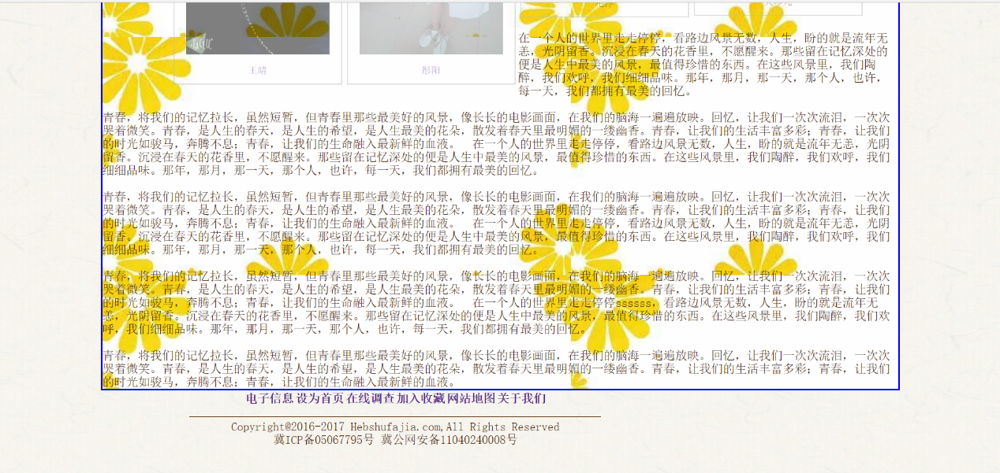 王晴
彤阳
在一个人的世界里走走停停，看路边风景无数，人生，盼的就是流年无
恙，光阴留香。沉浸在春天的花香里，不愿醒来。那些留在记忆深处的
便是人生中最美的风景，最值得珍惜的东西。在这些风景里，我们陶
醉，我们欢呼，我们细细品味。那年，那月，那一天，那个人，也许，
每一天，我们都拥有最美的回忆。
青春，将我们的记忆拉长，虽然短暂，但青春里那些最美好的风景，像长长的电影画面，在我们的脑海一遍遍放映。回忆，让我们一次次流泪，一次次
哭着微笑。青春，是人生的春天，是人生的希望，是人生最美的花朵，散发着春天里最明媚的一缕幽香。青春，让我们的生活丰富多彩；青春，让我们
的时光如骏马，奔腾不息；青春，让我们的生命融入最新鲜的血液。 在一个人的世界里走走停停，看路边风景无数，人生，盼的就是流年无恙，光阴
留香。沉浸在春天的花香里，不愿醒来。那些留在记忆深处的便是人生中最美的风景，最值得珍惜的东西。在这些风景里，我们陶醉，我们欢呼，我们
细细品味。那年，那月，那一天，那个人，也许，每一天，我们都拥有最美的回忆。
青春，将我们的记忆拉长，虽然短暂，但青春里那些最美好的风景，像长长的电影画面，在我们的脑海一遍遍放映。回忆，让我们一次次流泪，一次次
哭着微笑。青春，是人生的春天，是人生的希望，是人生最美的花朵，散发着春天里最明媚的一缕幽香。青春，让我们的生活丰富多彩；青春，让我们
的时光如骏马，奔腾不息；青春，让我们的生命融入最新鲜的血液。 在一个人的世界里走走停停，看路边风景无数，人生，盼的就是流年无恙，光阴
留香。沉浸在春天的花香里，不愿醒来。那些留在记忆深处的便是人生中最美的风景，最值得珍惜的东西。在这些风景里，我们陶醉，我们欢呼，我们
细细品味。那年，那月，那一天，那个人，也许，每一天，我们都拥有最美的回忆。
青春，将我们的记忆拉长，虽然短暂，但青春里那些最美好的风景，像长长的电影画面，在我们的脑海一遍遍放映。回忆，让我们一次次流泪，一次次
哭着微笑。青春，是人生的春天，是人生的希望，是人生最美的花朵，散发着春天里最明媚的一缕幽香。青春，让我们的生活丰富多彩；青春，让我们
的时光如骏马，奔腾不息；青春，让我们的生命融入最新鲜的血液。 在一个人的世界里走走停停ssssss，看路边风景无数，人生，盼的就是流年无
恙，光阴留香。沉浸在春天的花香里，不愿醒来。那些留在记忆深处的便是人生中最美的风景，最值得珍惜的东西。在这些风景里，我们陶醉，我们欢
呼，我们细细品味。那年，那月，那一天，那个人，也许，每一天，我们都拥有最美的回忆。
青春，将我们的记忆拉长，虽然短暂，但青春里那些最美好的风景，像长长的电影画面，在我们的脑海一遍遍放映。回忆，让我们一次次流泪，一次次
哭着微笑。青春，是人生的春天，是人生的希望，是人生最美的花朵，散发着春天里最明媚的一缕幽香。青春，让我们的生活丰富多彩；青春，让我们
的时光如骏马，奔腾不息；青春，让我们的生命融入最新鲜的血液。
电子信息 设为首页 在线调查 加入收藏 网站地图 关于我们
Copyright@2016-2017 Hebshufajia.com,All Rights Reserved
冀ICP备05067795号 冀公网安备11040240008号